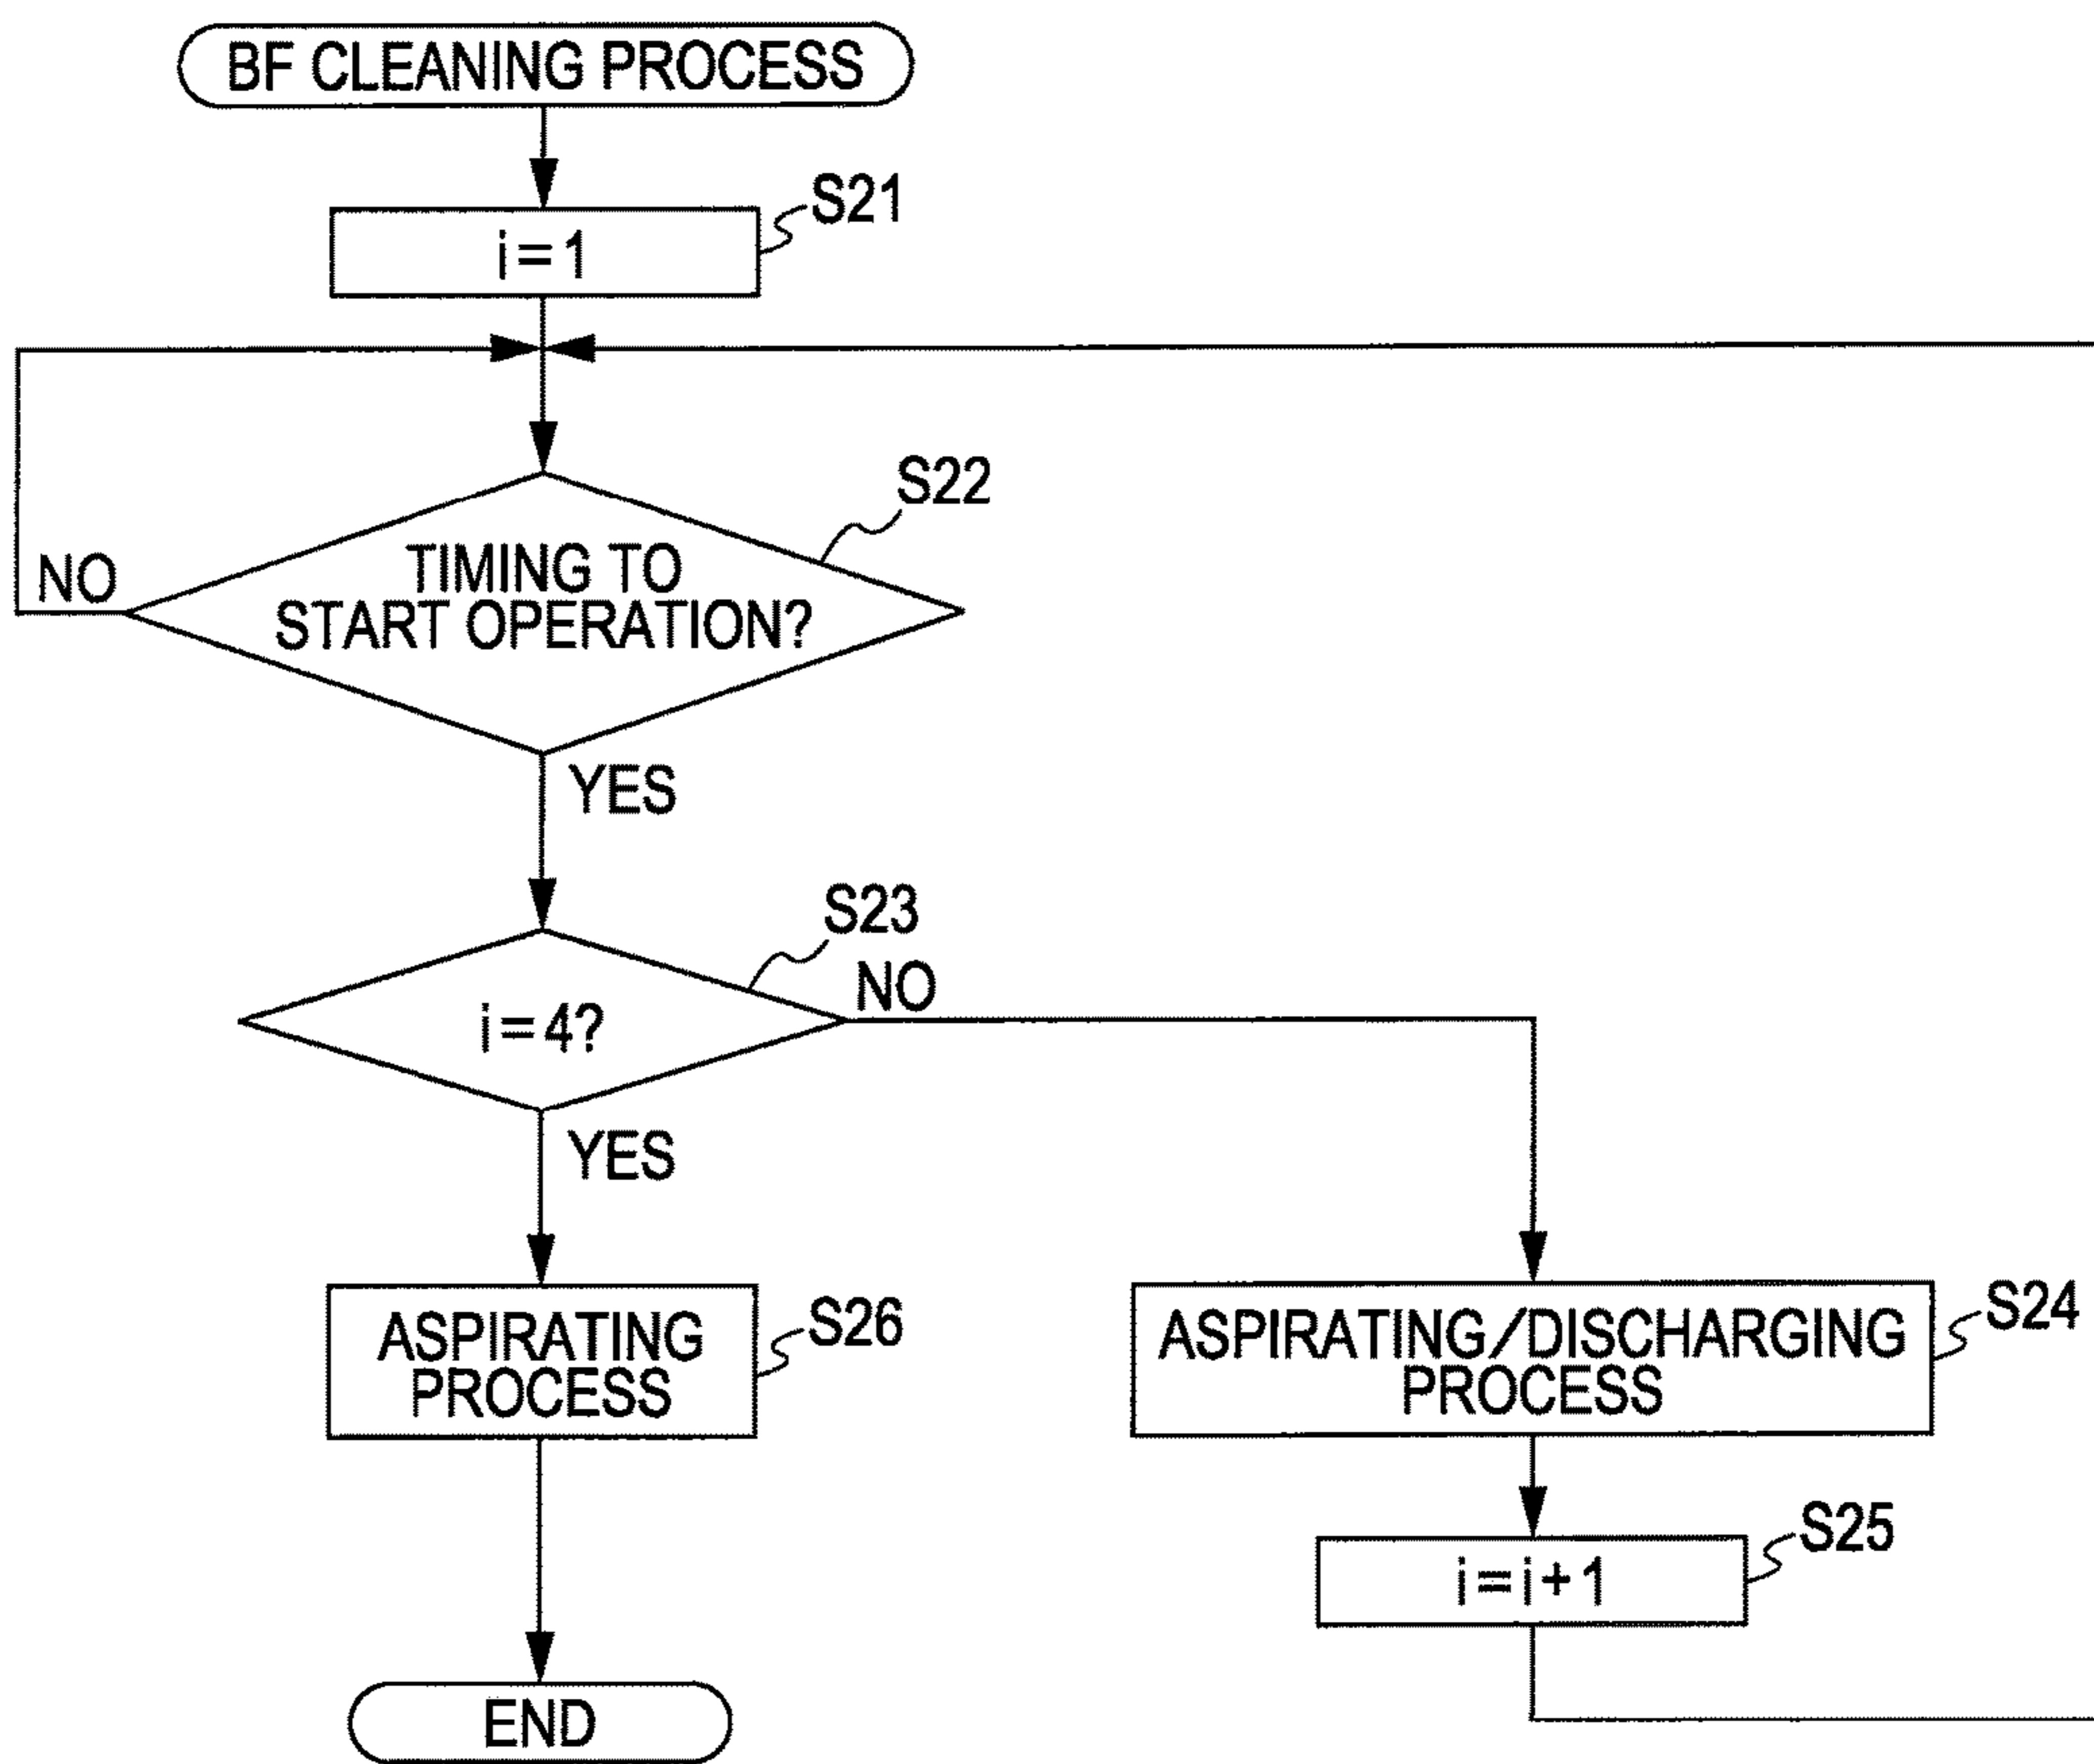 BF CLEANING PROCESS
S21
i=1
S22
TIMING TO
START OPERATION?
NO
YES
S23
i=4?
NO
YES
ASPIRATING
PROCESS
S26
ASPIRATING/DISCHARGING
PROCESS
S24
S25
i=i+1
END